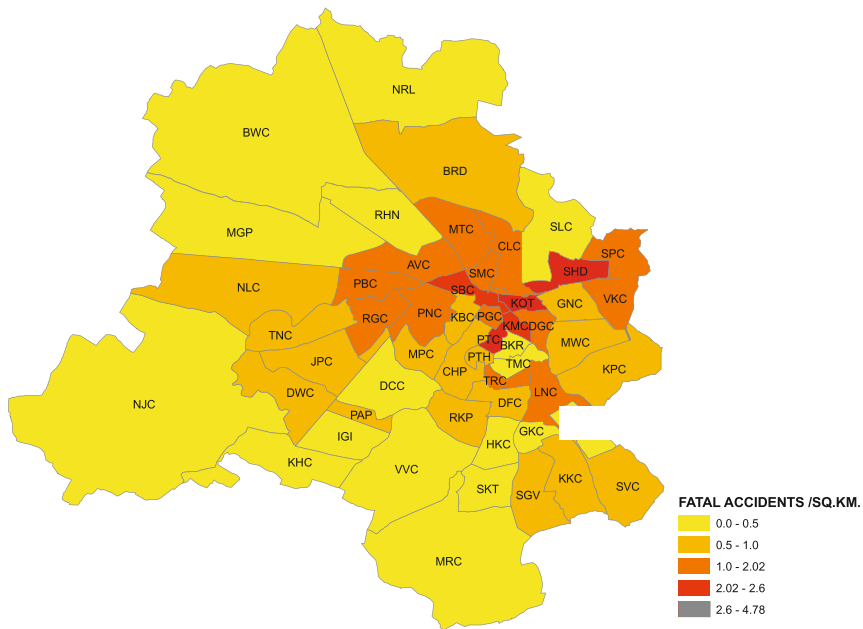 NRL
BWC
BRD
RHN
MGP
SLC
MTC
CLC
SPC
AVC
SMC
SHD
PBC
NLC
SBC
VKC
KOT
GNC
RGC
PNC
KBC
PGC
KMC
DGC
TNC
PTC
BKR
MWC
MPC
PTH
JPC
TMC
CHP
KPC
TRC
DCC
DWC
LNC
NJC
DFC
PAP
RKP
GKC
IGI
HKC
KHC
VVC
KKC
SVC
SKT
SGV
MRC
FATAL ACCIDENTS /SQ.KM.
0.0 - 0.5
0.5 - 1.0
1.0 - 2.02
2.02 - 2.6
2.6 - 4.78